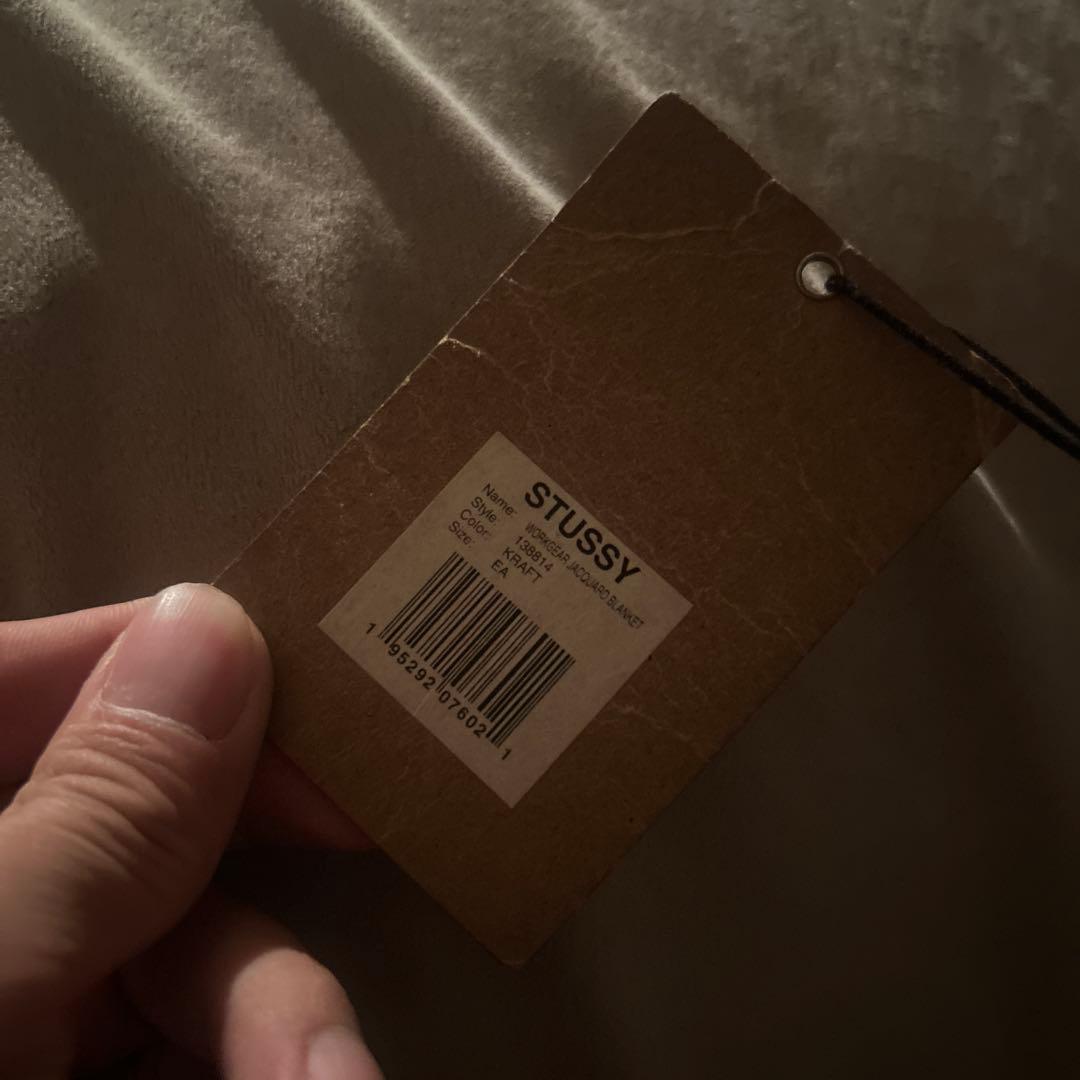 STUSSY
Name: WORKGEAR JACQUARD BLANKET
Style: 138814
Color: KRAFT
Size: EA
1 95292 07602 1